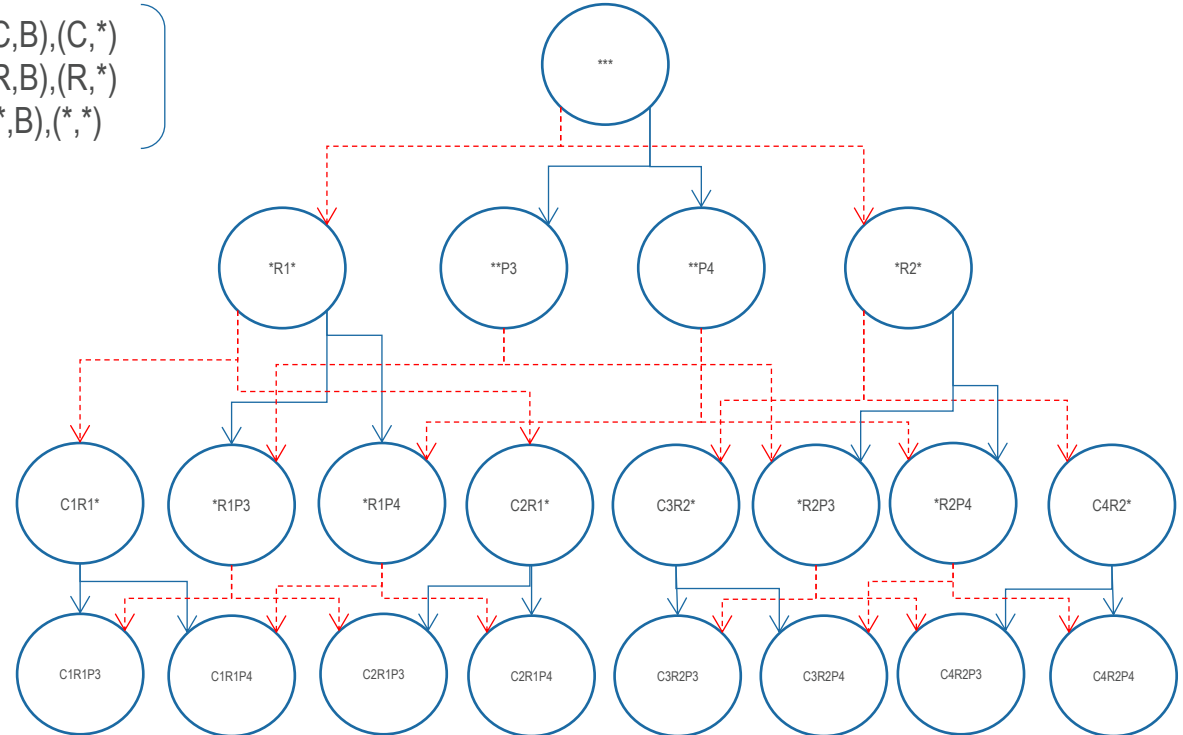 C,B),(C,*)
R,B),(R,*)
*,B),(*,*)
***
*R1*
**P3
**P4
*R2*
C1R1*
*R1P3
*R1P4
C2R1*
C3R2*
*R2P3
*R2P4
C4R2*
C1R1P3
C1R1P4
C2R1P3
C2R1P4
C3R2P3
C3R2P4
C4R2P3
C4R2P4